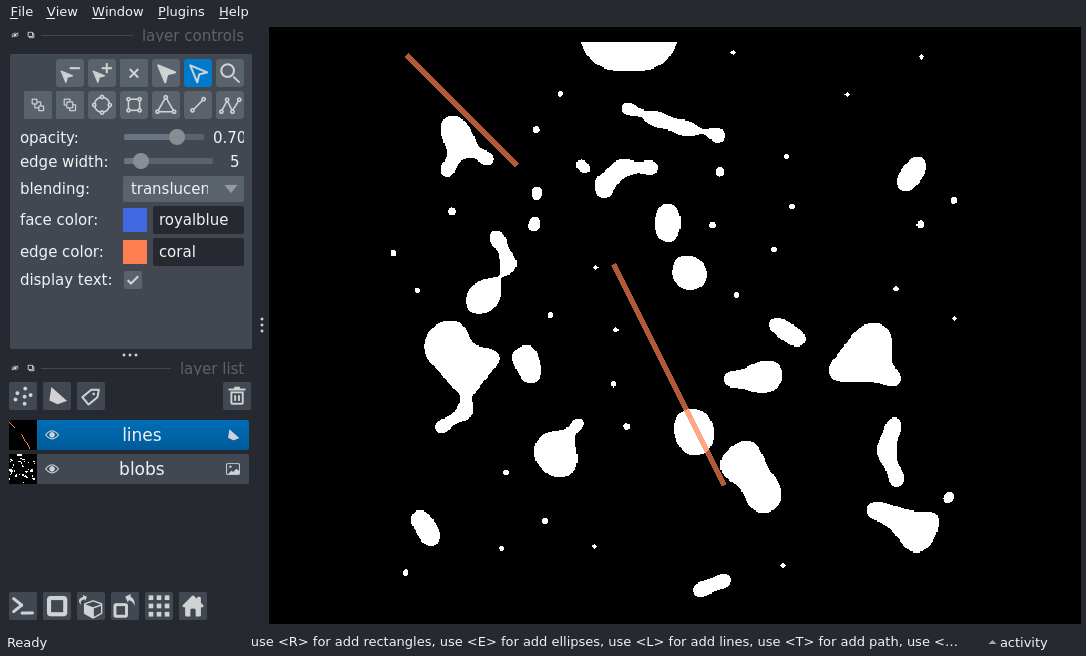 File View Window Plugins Help
layer controls
opacity: 0.70
edge width: 5
blending: translucen
face color: royalblue
edge color: coral
display text:
layer list
lines
blobs
Ready use <R> for add rectangles, use <E> for add ellipses, use <L> for add lines, use <T> for add path, use <… activity